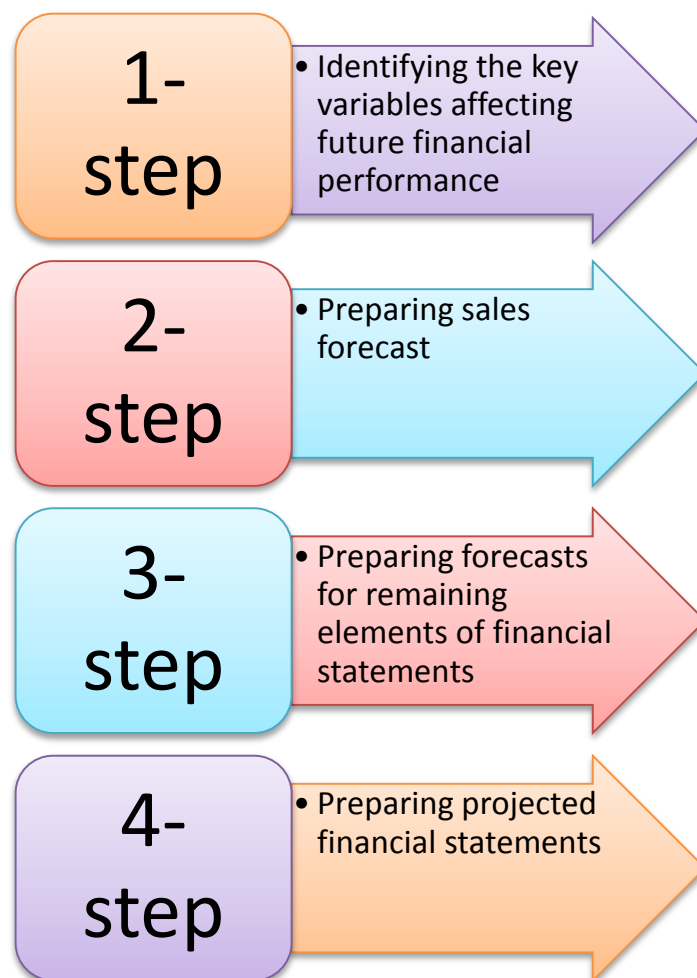 1-
step
• Identifying the key
variables affecting
future financial
performance
2-
step
• Preparing sales
forecast
3-
step
• Preparing forecasts
for remaining
elements of financial
statements
4-
step
• Preparing projected
financial statements